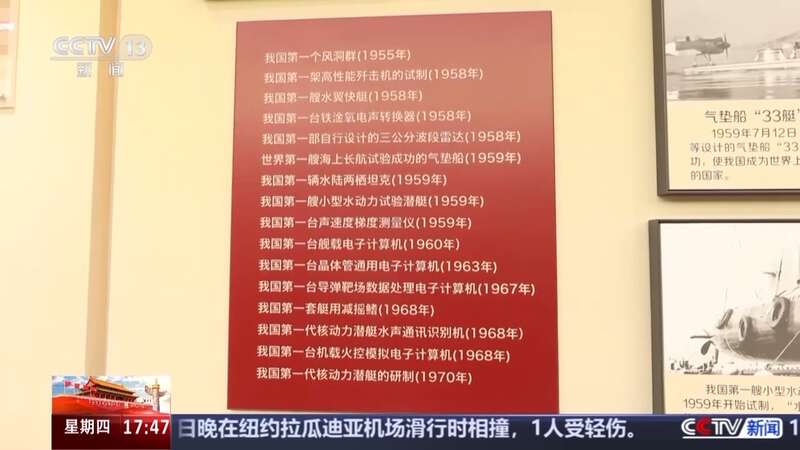 CCTV 13
新闻
我国第一个风洞群(1955年)
我国第一架高性能歼击机的试制(1958年)
我国第一艘水翼快艇(1958年)
我国第一台铁淦氧电声转换器(1958年)
我国第一部自行设计的三公分波段雷达(1958年)
世界第一艘海上长航试验成功的气垫船(1959年)
我国第一辆水陆两栖坦克(1959年)
我国第一艘小型水动力试验潜艇(1959年)
我国第一台声速度梯度测量仪(1959年)
我国第一台舰载电子计算机(1960年)
我国第一台晶体管通用电子计算机(1963年)
我国第一台导弹靶场数据处理电子计算机(1967年)
我国第一套艇用减摇鳍(1968年)
我国第一代核动力潜艇水声通讯识别机(1968年)
我国第一台机载火控模拟电子计算机(1968年)
我国第一代核动力潜艇的研制(1970年)
气垫船“33艇”
1959年7月12日
等设计的气垫船“33
功，使我国成为世界上
的国家。
我国第一艘小型水
1959年开始试制，“水
星期四 17:47
日晚在纽约拉瓜迪亚机场滑行时相撞，1人受轻伤。
CCTV新闻